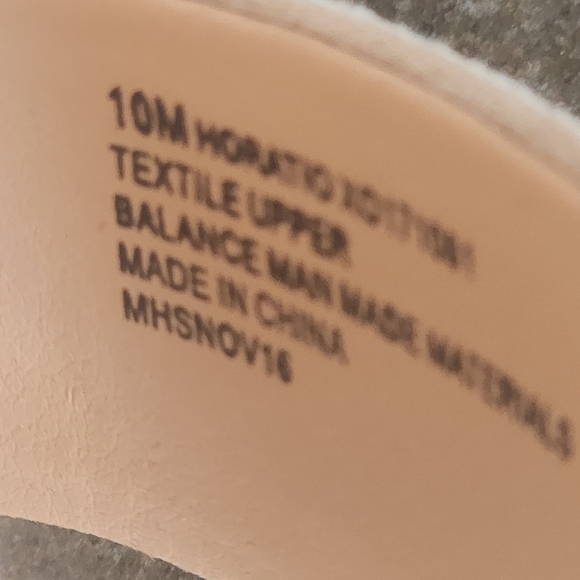 10M HORATIO
TEXTILE UPPER
BALANCE MAN MADE MATERIALS
MADE IN CHINA
MHSNOV16